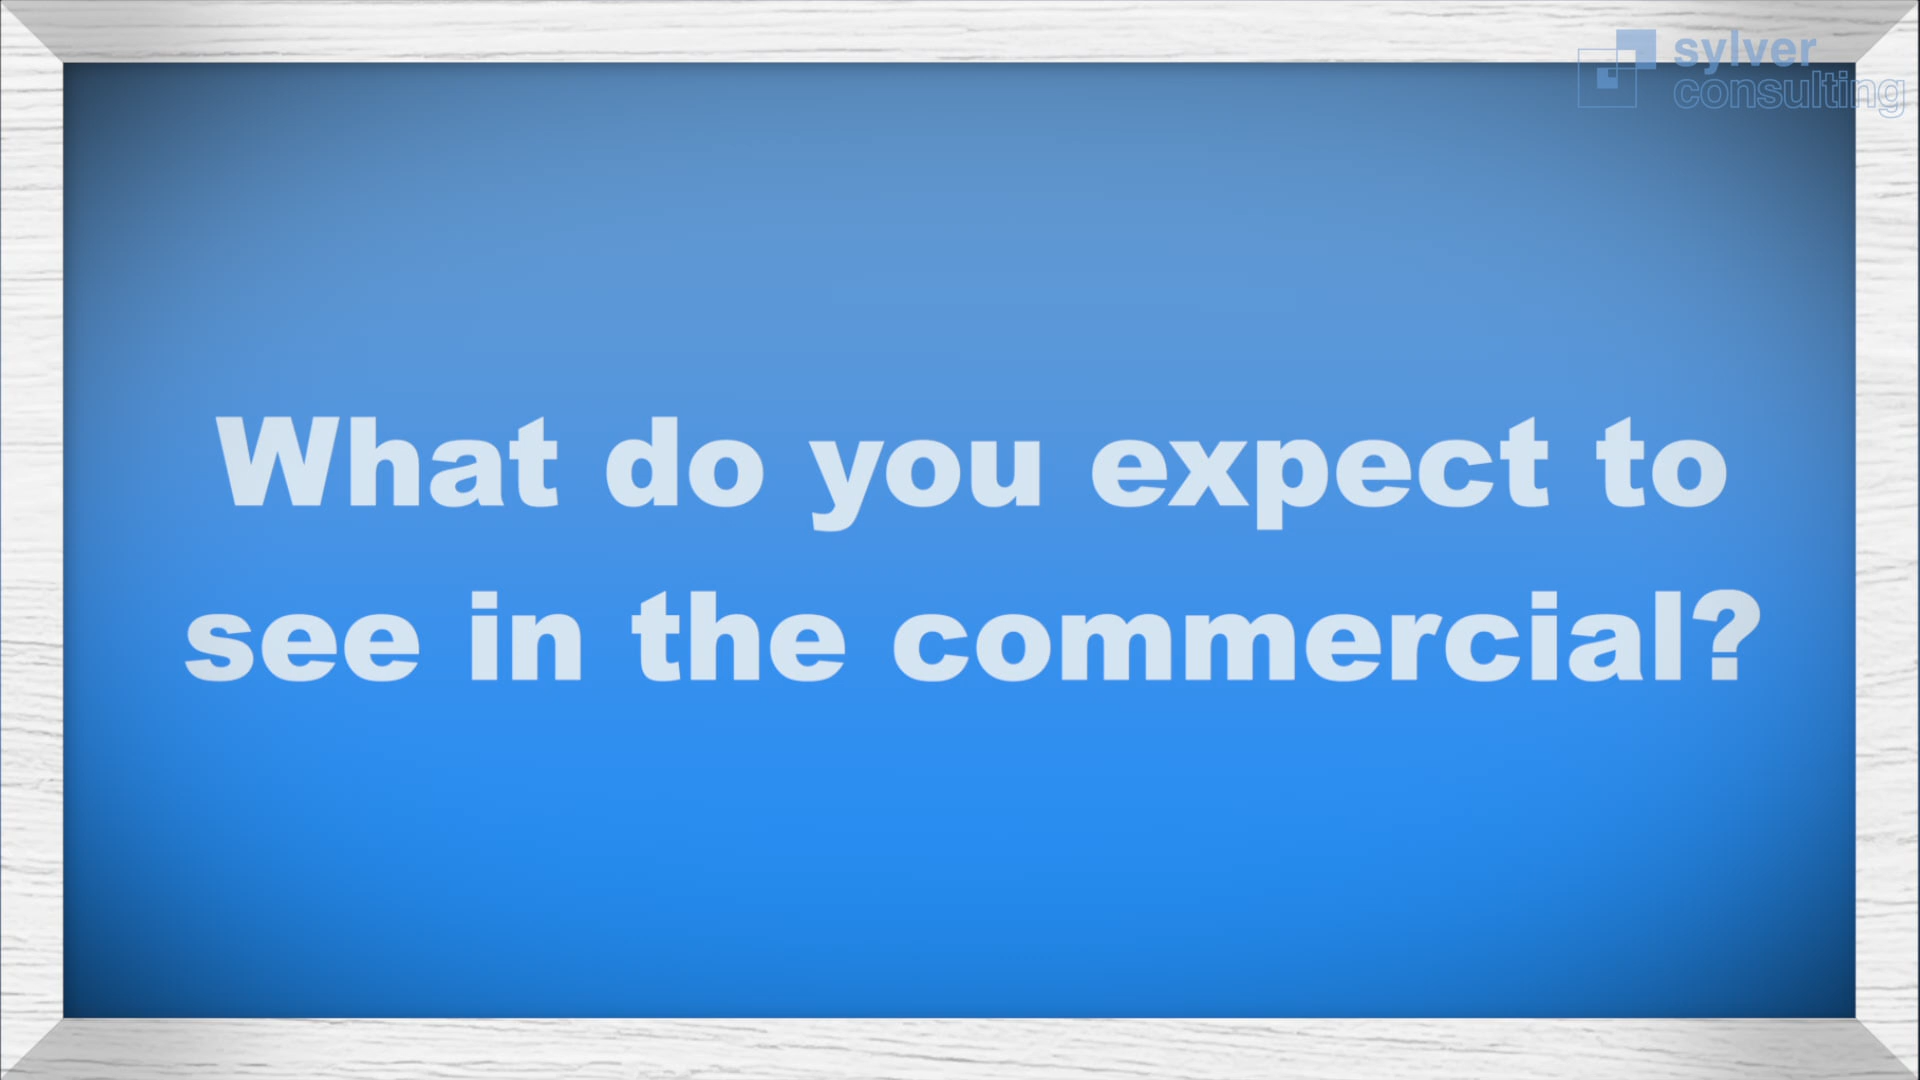 sylver
consulting
What do you expect to
see in the commercial?